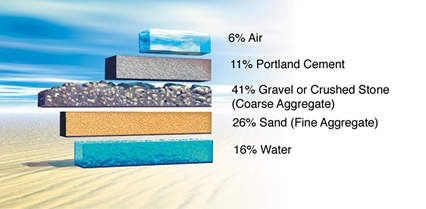 6% Air
11% Portland Cement
41% Gravel or Crushed Stone
(Coarse Aggregate)
26% Sand (Fine Aggregate)
16% Water